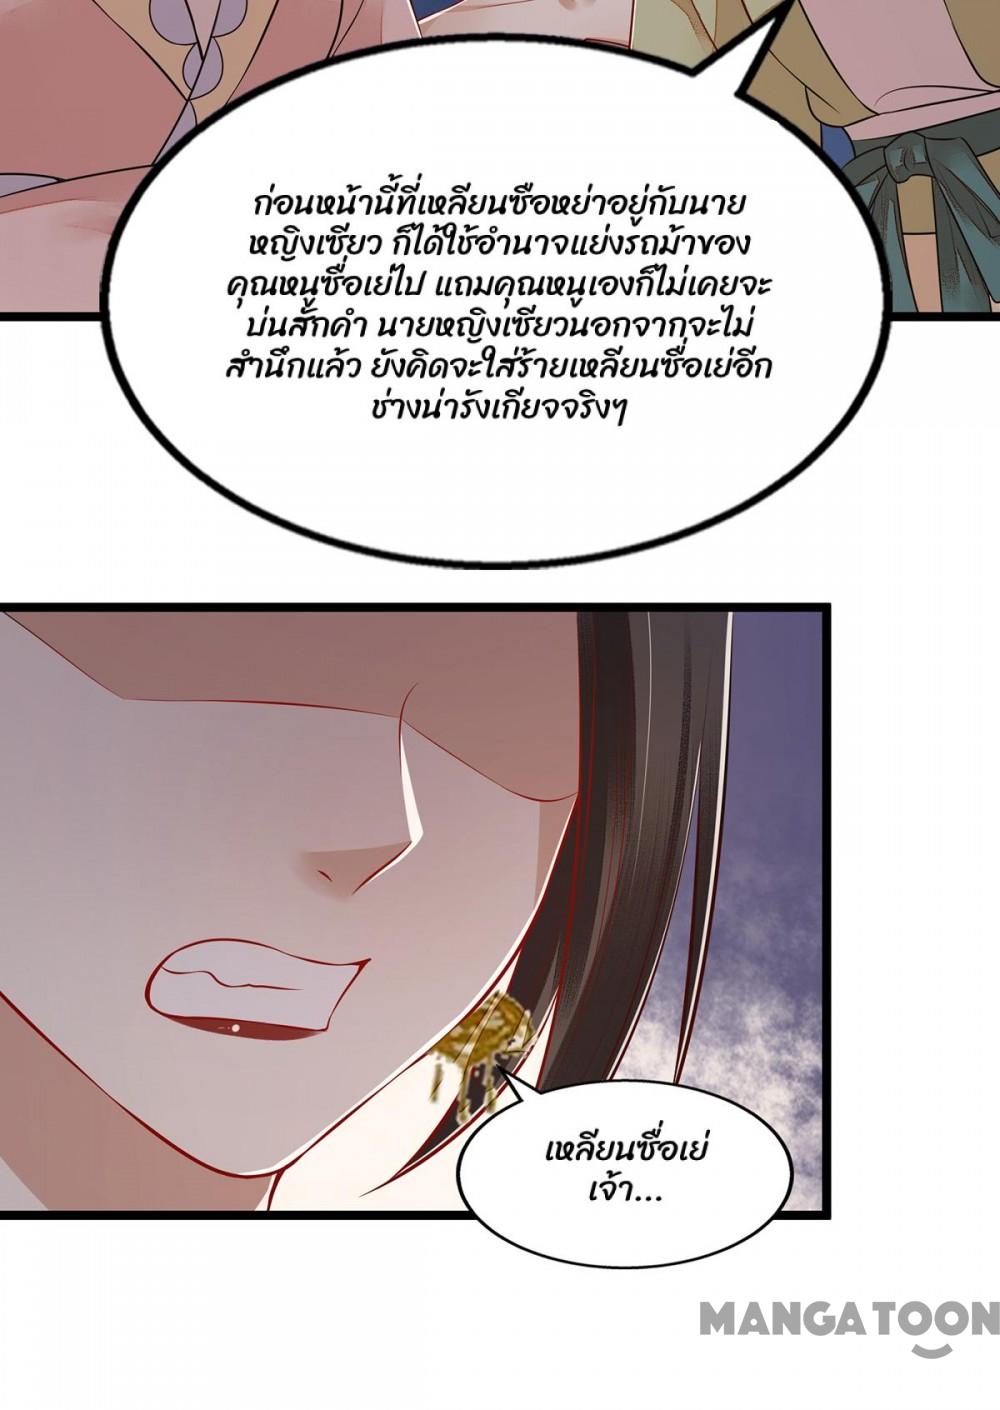 ก่อนหน้านี้ที่เหลียนซือหย่าอยู่กับนาย
หญิงเซียว ก็ได้ใช้อำนาจแย่งรถม้าของ
คุณหนูซื่อเย่ไป แถมคุณหนูเองก็ไม่เคยจะ
บ่นสักคำ นายหญิงเซียวนอกจากจะไม่
สำนึกแล้ว ยังคิดจะใส่ร้ายเหลียนซื่อเย่อีก
ช่างน่ารังเกียจจริงๆ
เหลียนซื่อเย่
เจ้า...
MANGATOON